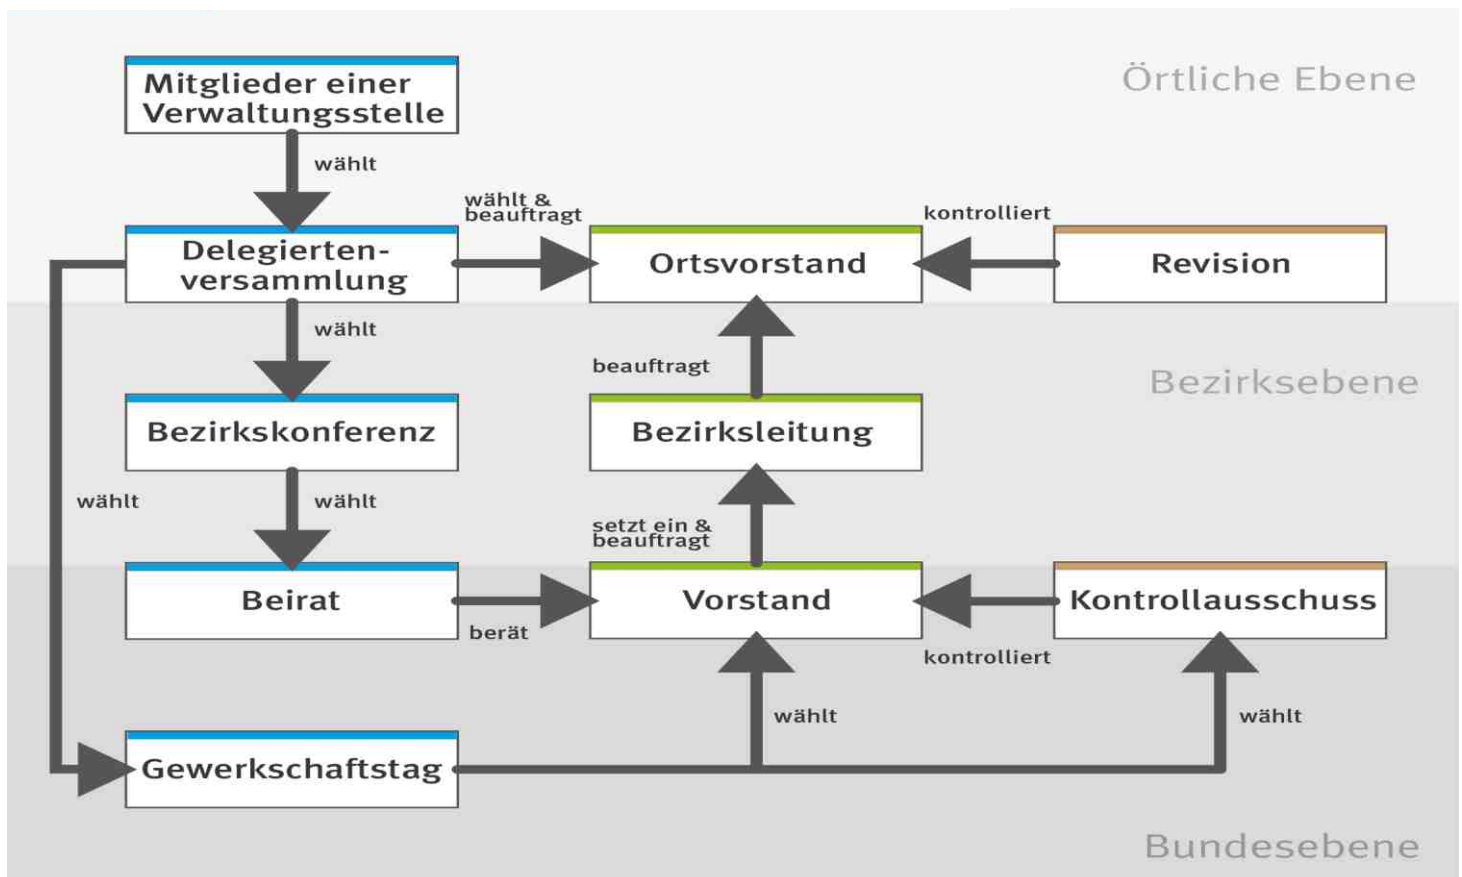 Örtliche Ebene
Mitglieder einer
Verwaltungsstelle
wählt
wählt &
beauftragt
kontrolliert
Delegierten-
versammlung
Ortsvorstand
Revision
wählt
beauftragt
Bezirksebene
Bezirkskonferenz
Bezirksleitung
wählt
wählt
setzt ein &
beauftragt
Beirat
Vorstand
Kontrollausschuss
berät
kontrolliert
wählt
wählt
Gewerkschaftstag
Bundesebene